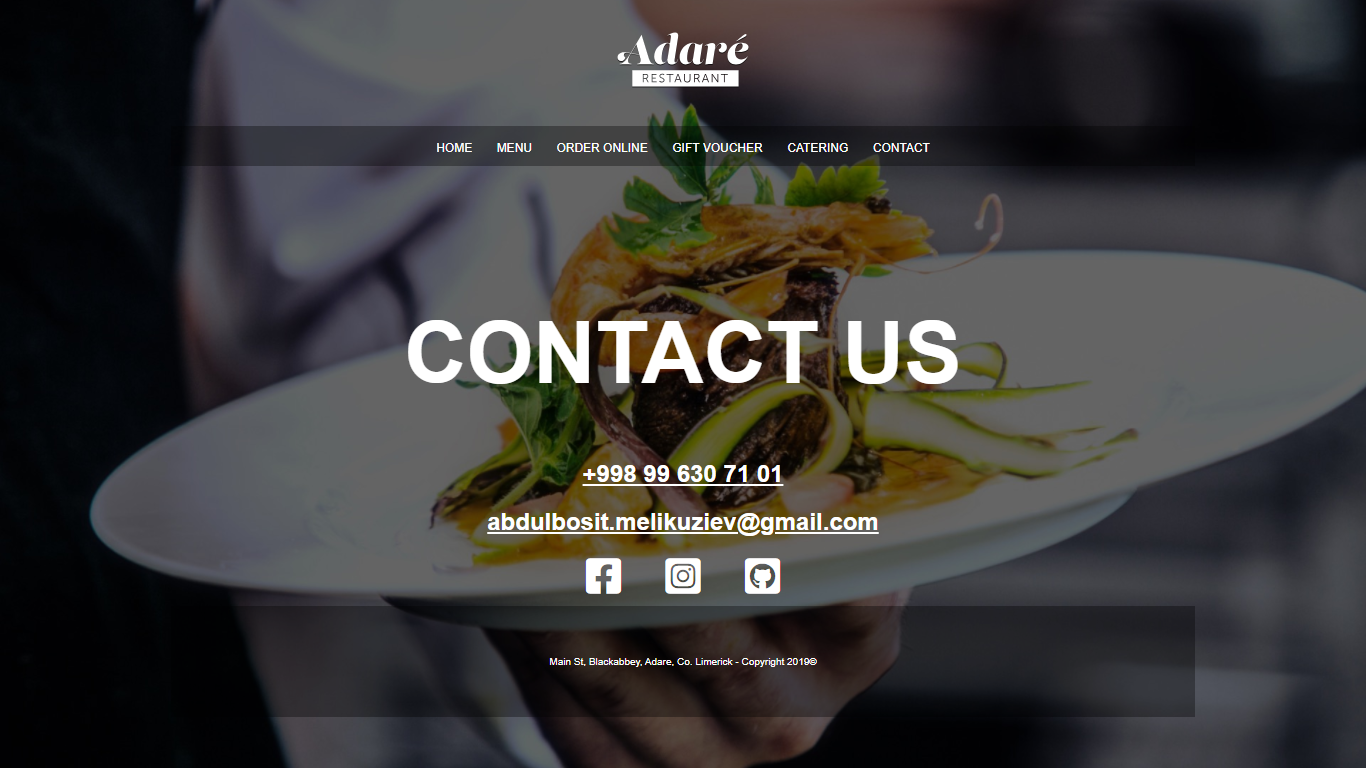 Adaré
RESTAURANT
HOME MENU ORDER ONLINE GIFT VOUCHER CATERING CONTACT
CONTACT US
+998 99 630 71 01
abdulbosit.melikuziev@gmail.com
Main St, Blackabbey, Adare, Co. Limerick - Copyright 2019©